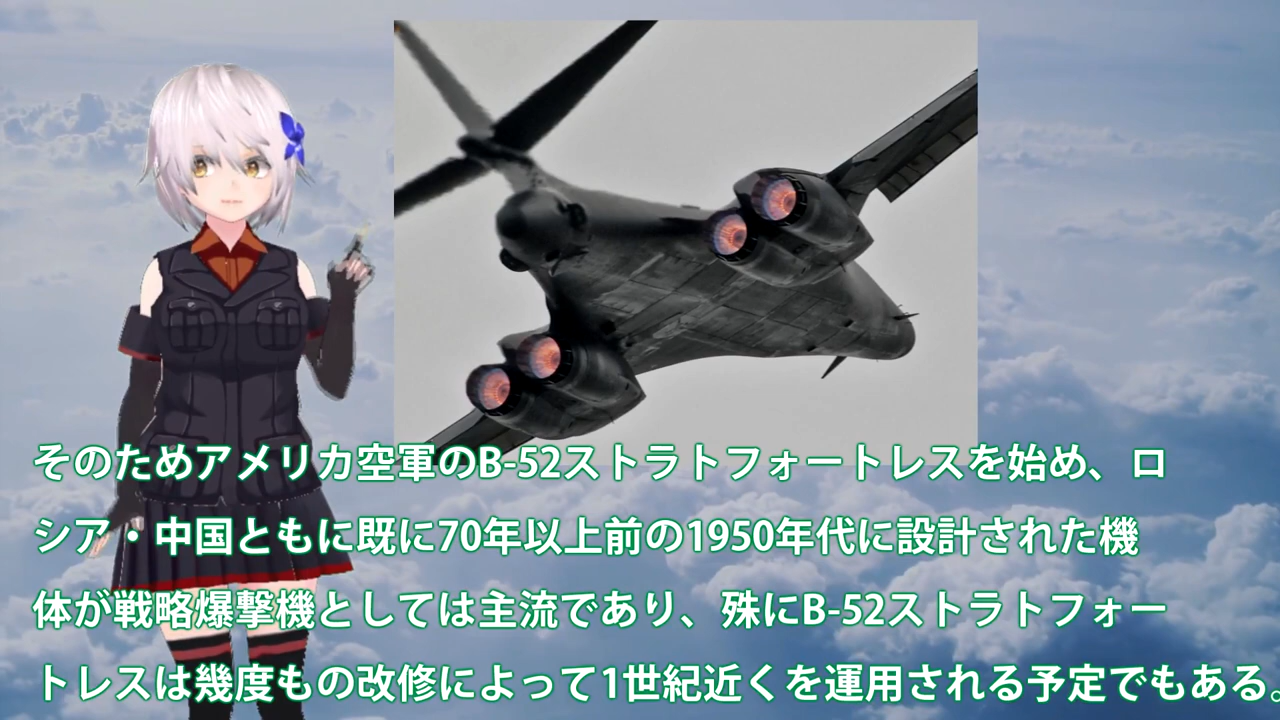 そのためアメリカ空軍のB-52ストラトフォートレスを始め、ロ
シア・中国ともに既に70年以上前の1950年代に設計された機
体が戦略爆撃機としては主流であり、殊にB-52ストラトフォー
トレスは幾度もの改修によって1世紀近くを運用される予定でもある。